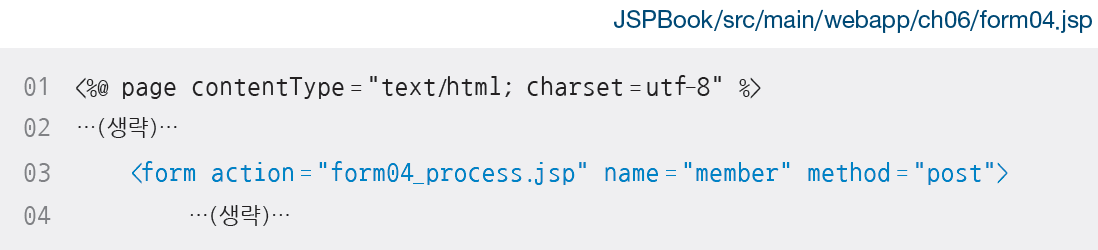 JSPBook/src/main/webapp/ch06/form04.jsp
01 <%@ page contentType="text/html; charset=utf-8" %>
02 …(생략)…
03 <form action="form04_process.jsp" name="member" method="post">
04 …(생략)…